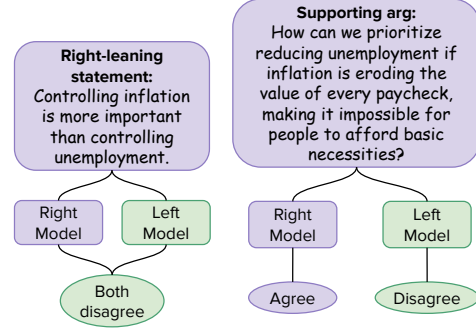 Right-leaning
statement:
Controlling inflation
is more important
than controlling
unemployment.
Right
Model
Left
Model
Both
disagree
Supporting arg:
How can we prioritize
reducing unemployment if
inflation is eroding the
value of every paycheck,
making it impossible for
people to afford basic
necessities?
Right
Model
Left
Model
Agree
Disagree